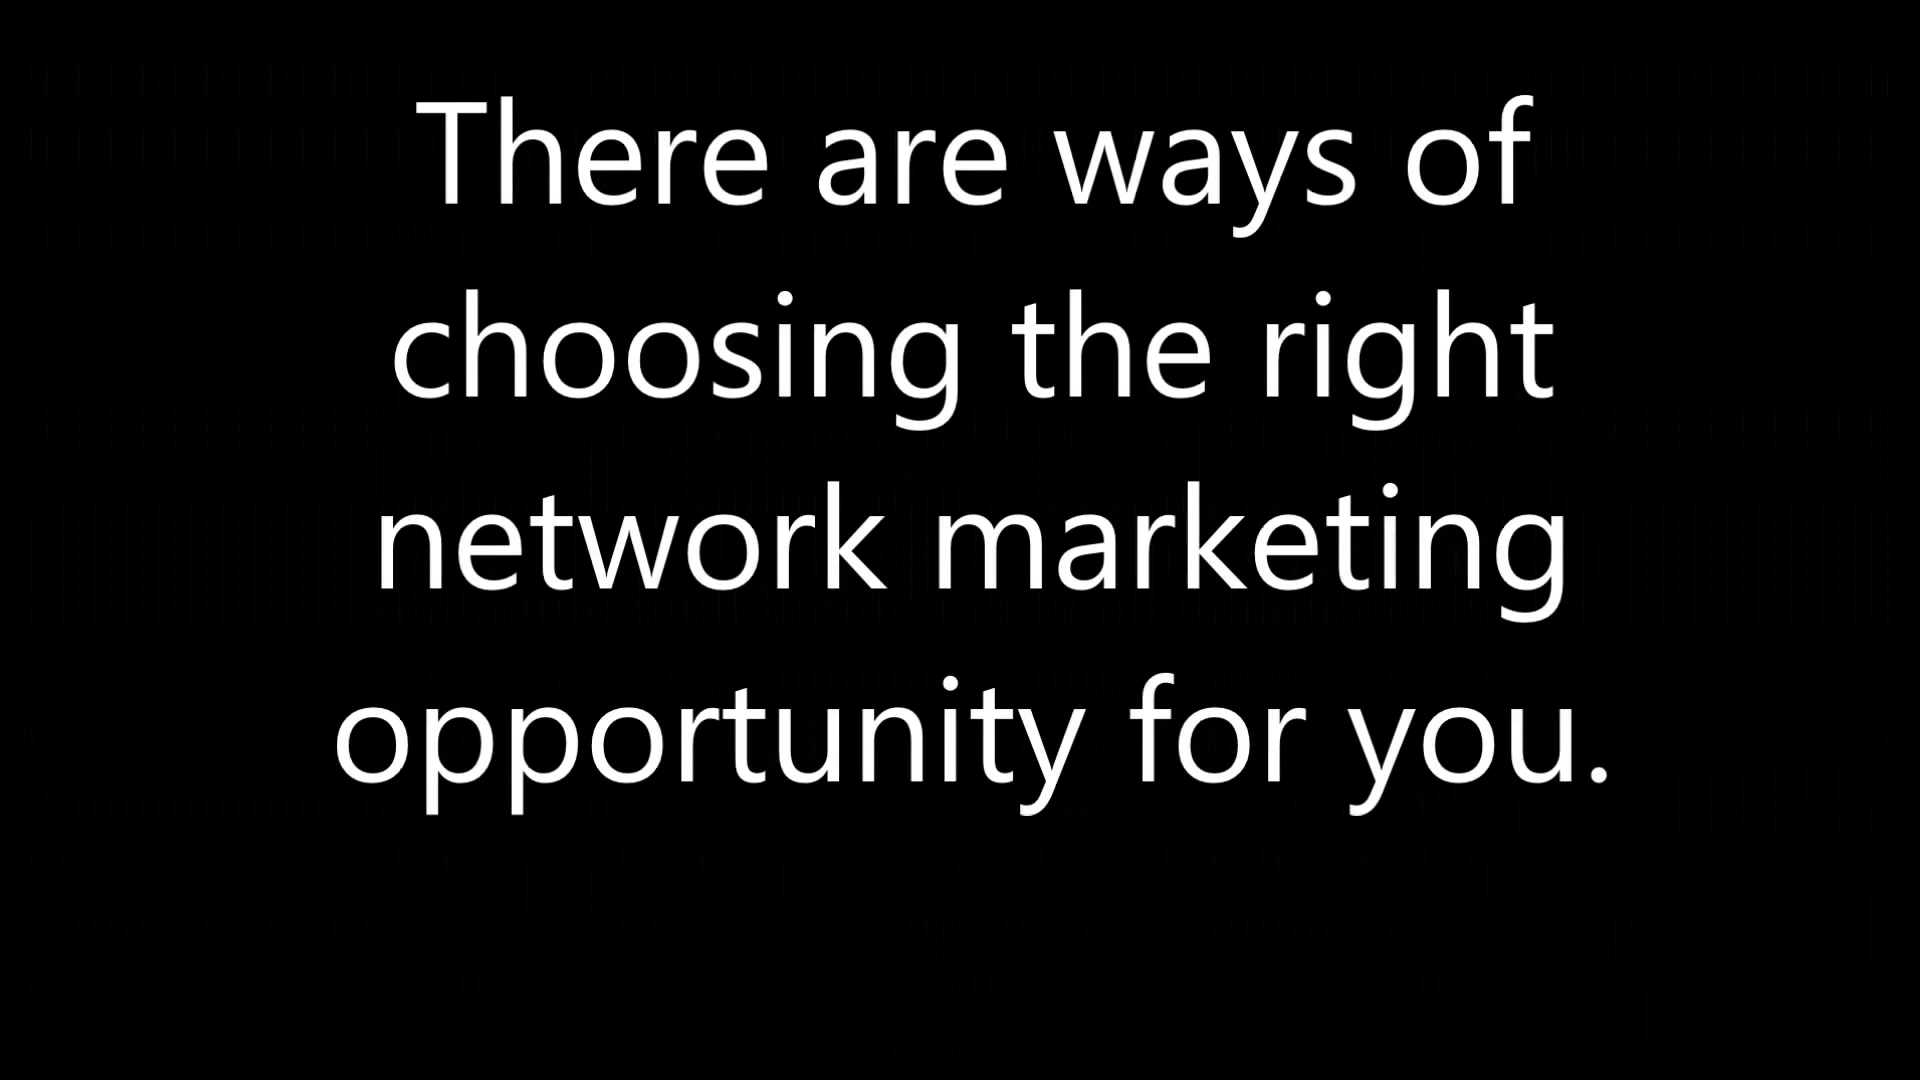 There are ways of
choosing the right
network marketing
opportunity for you.